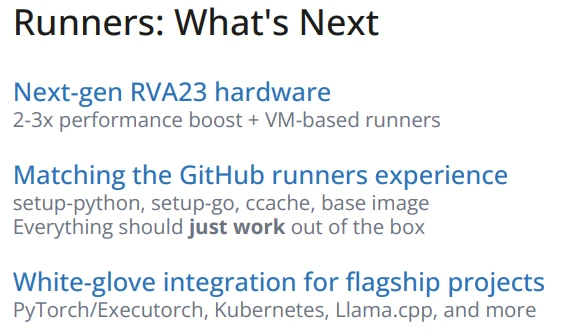 Runners: What's Next
Next-gen RVA23 hardware
2-3x performance boost + VM-based runners
Matching the GitHub runners experience
setup-python, setup-go, ccache, base image
Everything should just work out of the box
White-glove integration for flagship projects
PyTorch/Executorch, Kubernetes, Llama.cpp, and more